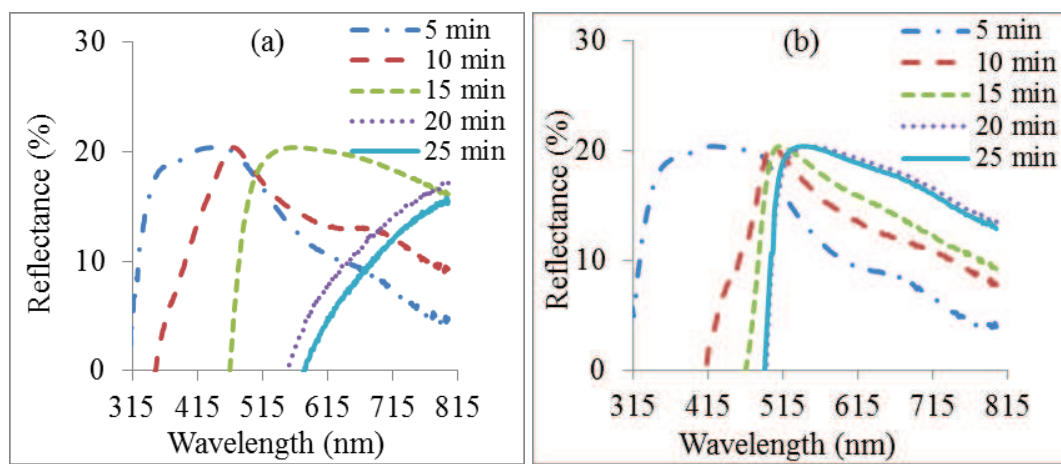 (a)
5 min
10 min
15 min
20 min
25 min
30
20
10
0
Reflectance (%)
315 415 515 615 715 815
Wavelength (nm)
(b)
5 min
10 min
15 min
20 min
25 min
30
20
10
0
Reflectance (%)
315 415 515 615 715 815
Wavelength (nm)